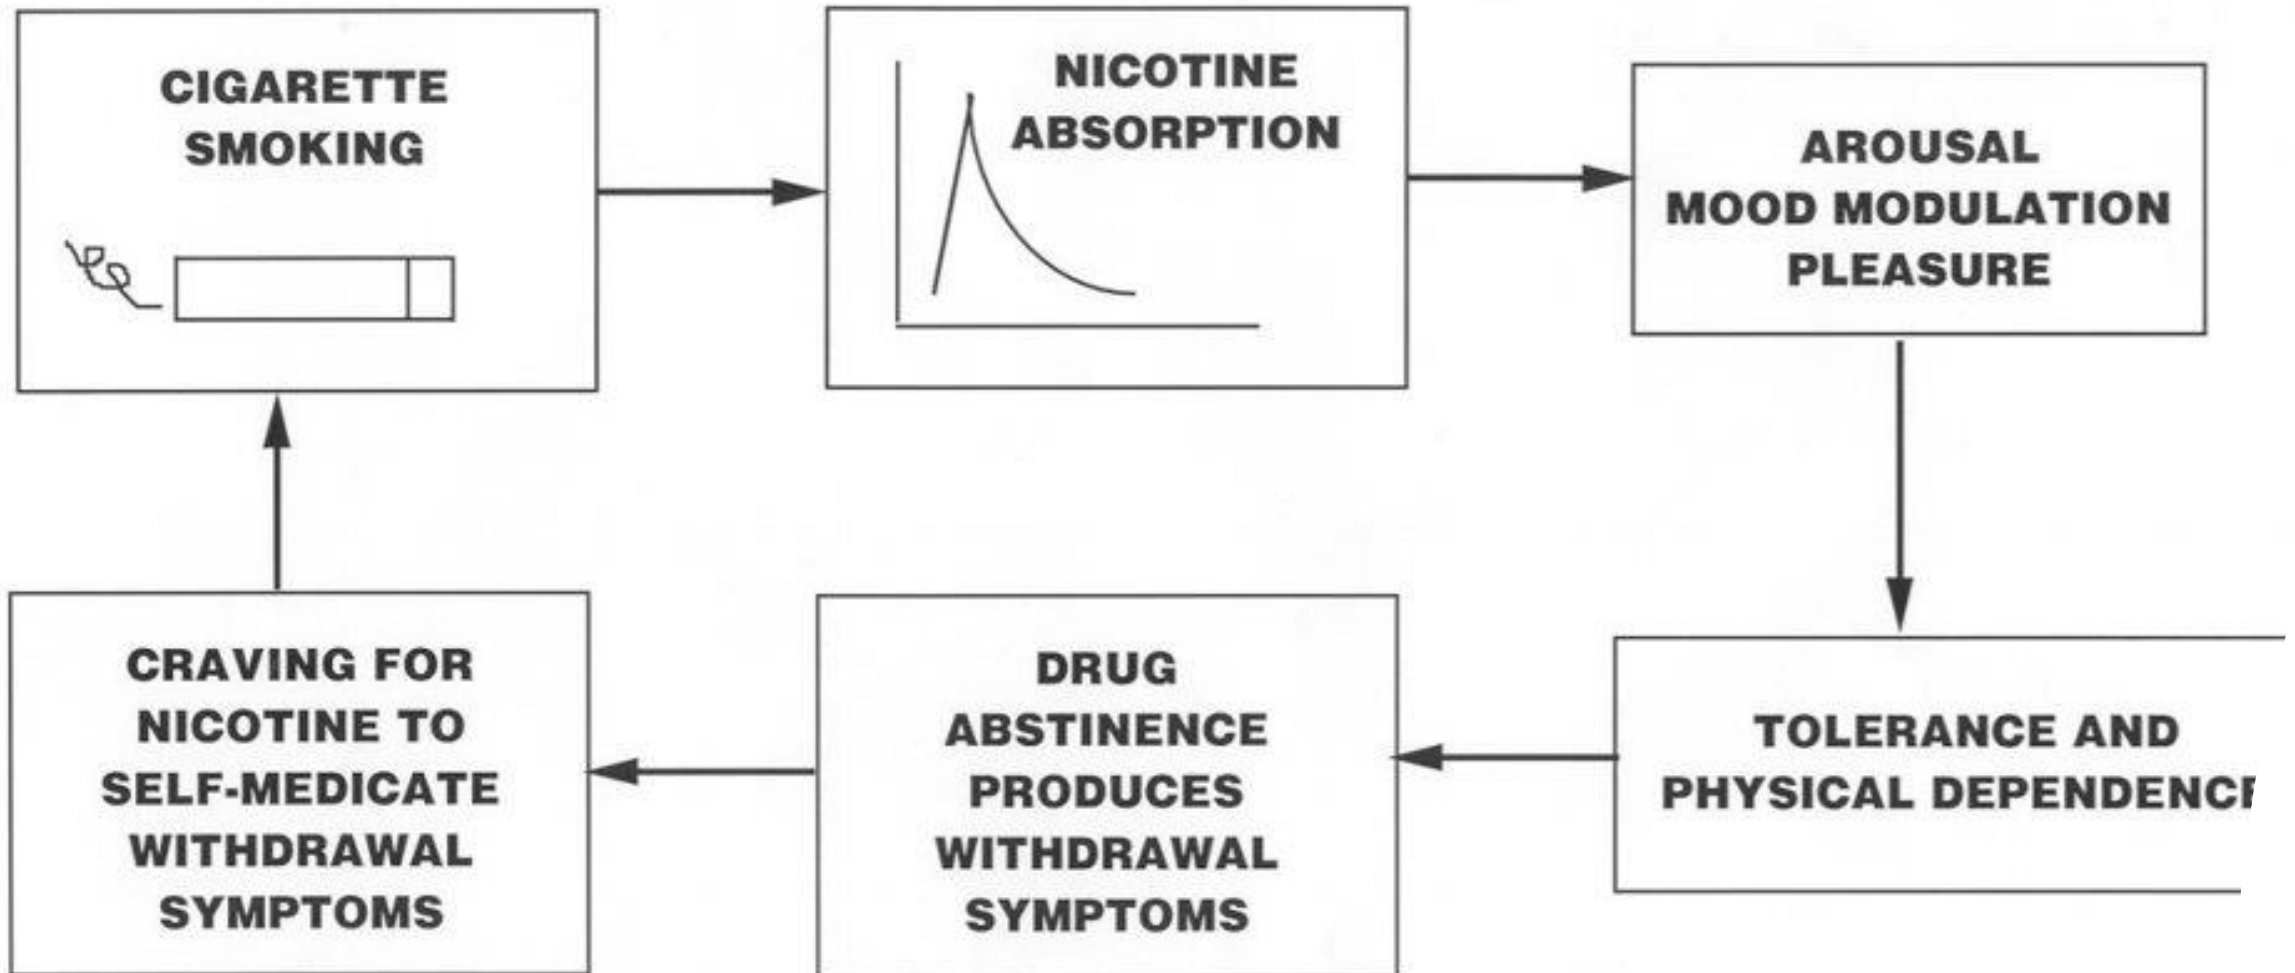 CIGARETTE
SMOKING
NICOTINE
ABSORPTION
AROUSAL
MOOD MODULATION
PLEASURE
TOLERANCE AND
PHYSICAL DEPENDENCE
DRUG
ABSTINENCE
PRODUCES
WITHDRAWAL
SYMPTOMS
CRAVING FOR
NICOTINE TO
SELF-MEDICATE
WITHDRAWAL
SYMPTOMS